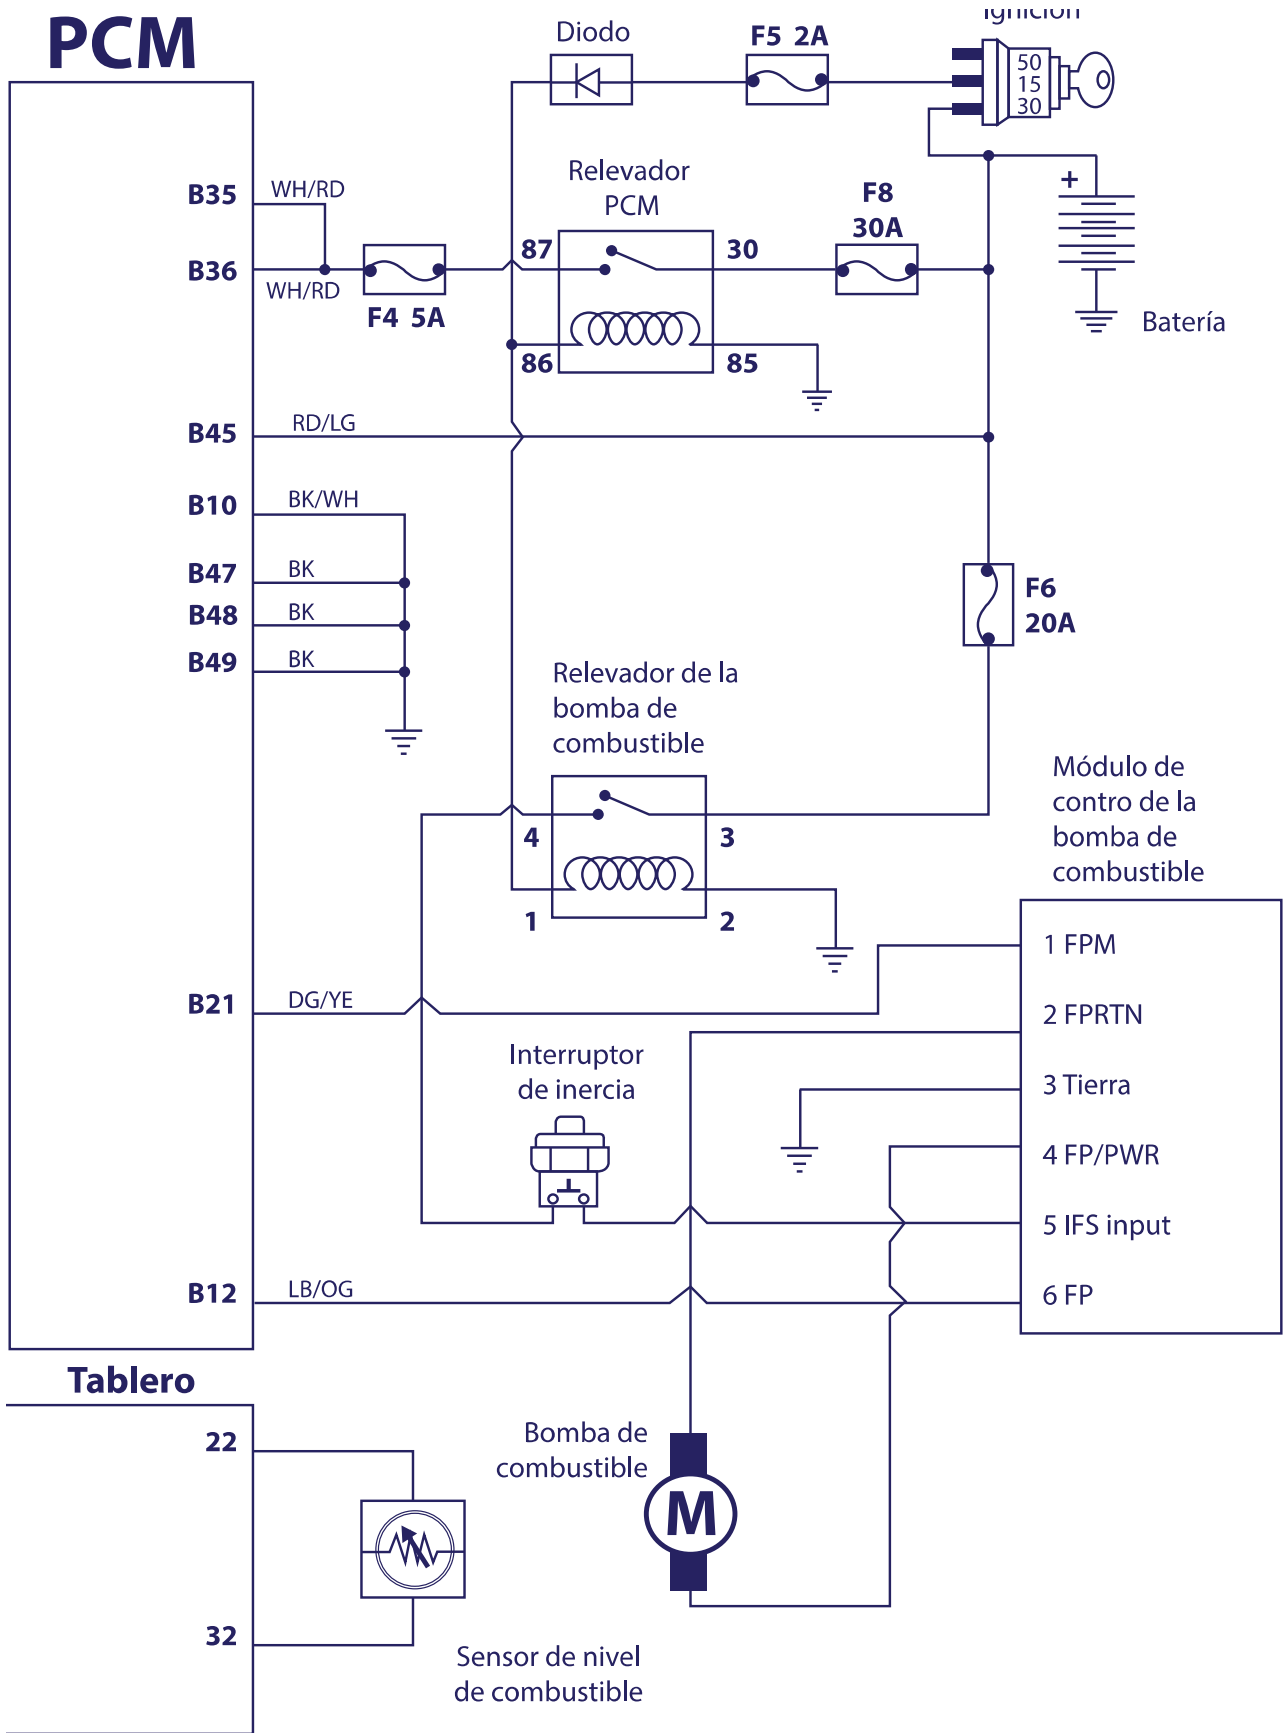 PCM
Diodo
F5 2A
Ignición
50
15
30
B35
WH/RD
B36
WH/RD
F4 5A
Relevador
PCM
87
30
86
85
F8
30A
+
Batería
B45
RD/LG
B10
BK/WH
B47
BK
B48
BK
B49
BK
F6
20A
Relevador de la
bomba de
combustible
4
3
1
2
Módulo de
contro de la
bomba de
combustible
1 FPM
2 FPRTN
3 Tierra
4 FP/PWR
5 IFS input
6 FP
B21
DG/YE
Interruptor
de inercia
B12
LB/OG
Tablero
22
32
Bomba de
combustible
M
Sensor de nivel
de combustible